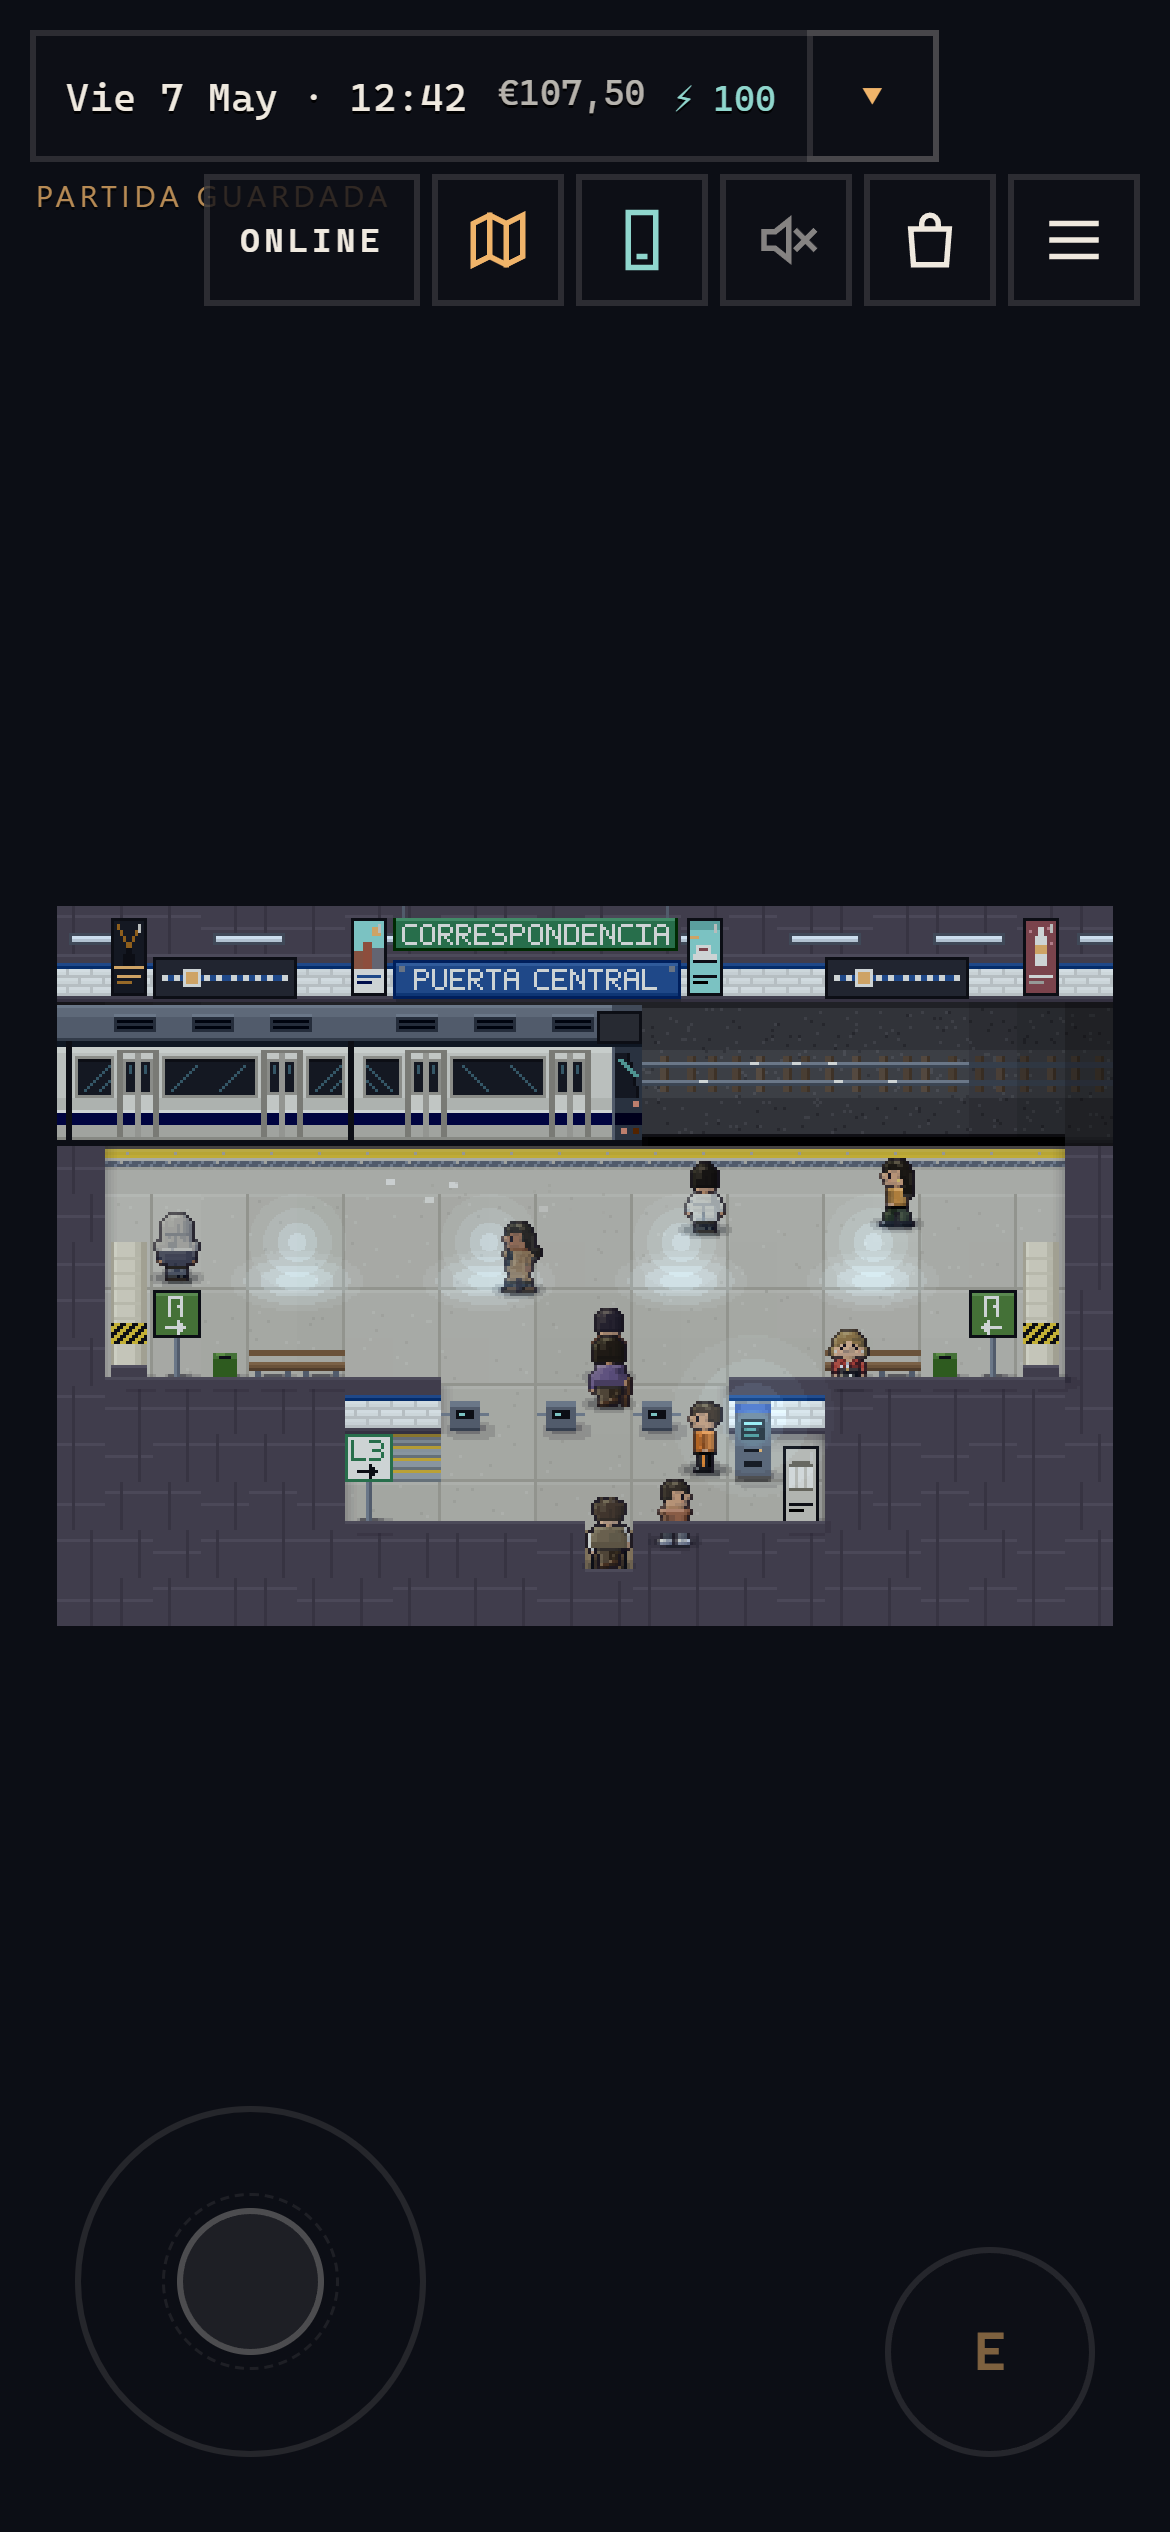 Vie 7 May · 12:42 €107,50 ⚡ 100 ▼
PARTIDA GUARDADA
ONLINE
CORRESPONDENCIA
PUERTA CENTRAL
L3
E